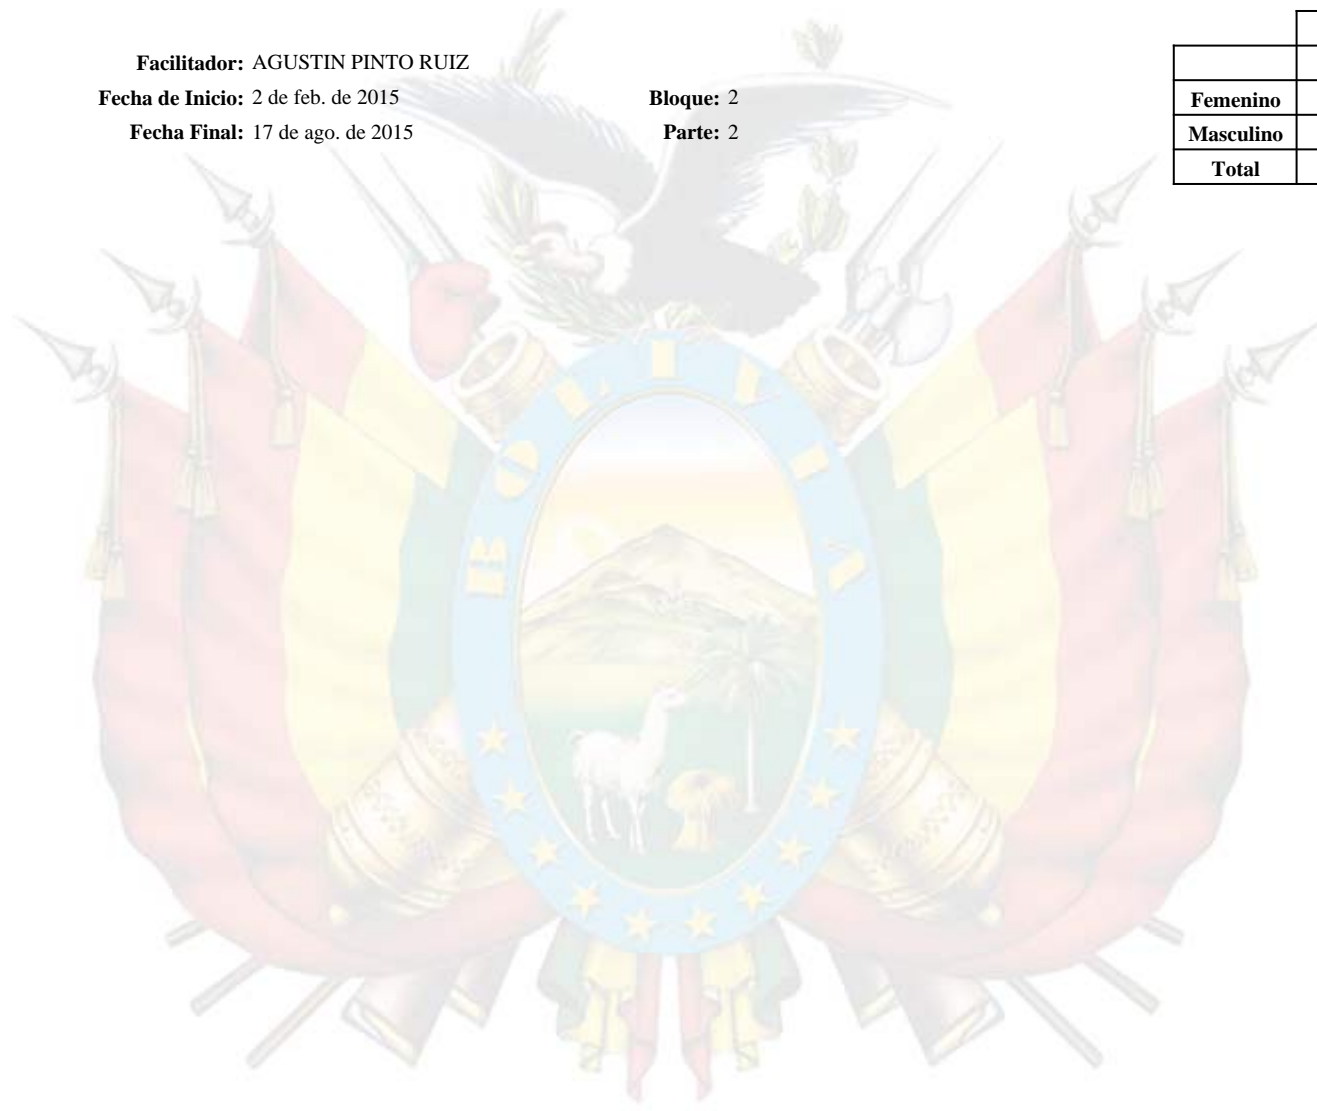 Facilitador: AGUSTIN PINTO RUIZ
Fecha de Inicio: 2 de feb. de 2015
Bloque: 2
Fecha Final: 17 de ago. de 2015
Parte: 2
Femenino
Masculino
Total
BOLIVIA